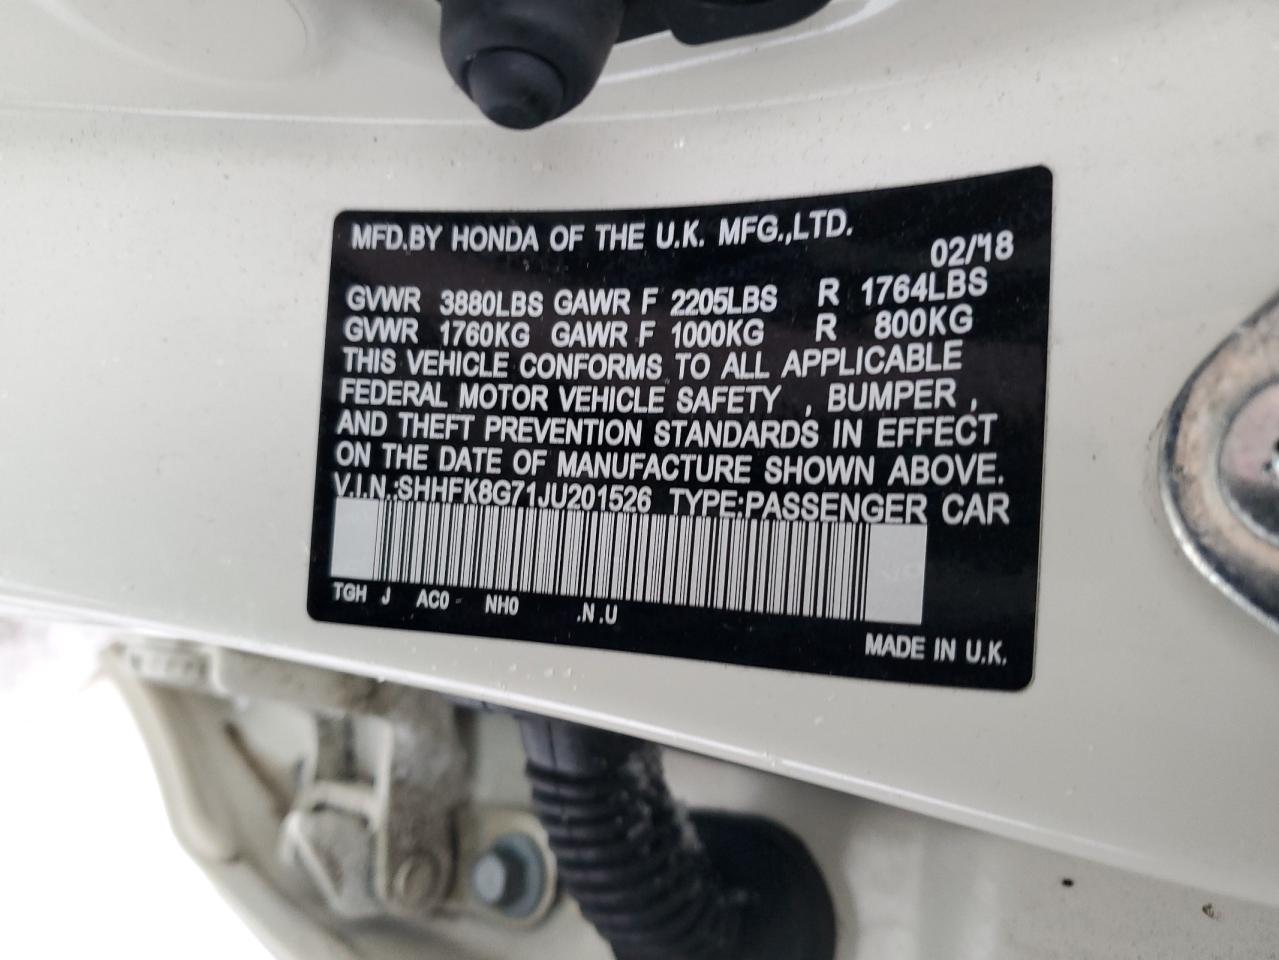 MFD.BY HONDA OF THE U.K. MFG.,LTD.
02/'18
GVWR 3880LBS GAWR F 2205LBS R 1764LBS
GVWR 1760KG GAWR F 1000KG R 800KG
THIS VEHICLE CONFORMS TO ALL APPLICABLE
FEDERAL MOTOR VEHICLE SAFETY , BUMPER ,
AND THEFT PREVENTION STANDARDS IN EFFECT
ON THE DATE OF MANUFACTURE SHOWN ABOVE.
V.I.N.:SHHFK8G71JU201526 TYPE:PASSENGER CAR
TGH J AC0 NH0 .N .U
MADE IN U.K.